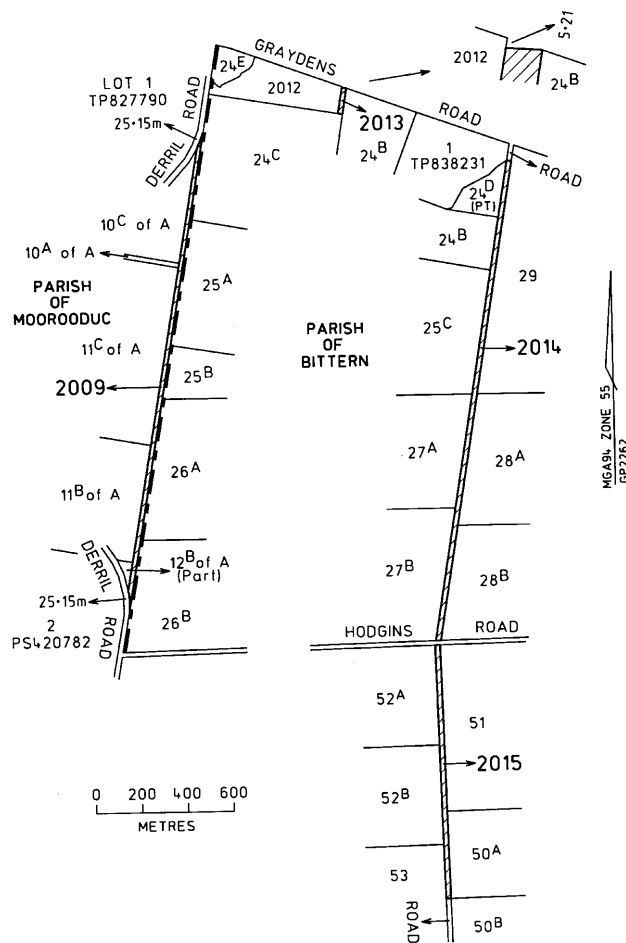 5·21
2012
24B
GRAYDENS
ROAD
24E
2012
LOT 1
TP827790
25·15m
DERRIL ROAD
2013
24C
24B
1
TP838231
ROAD
24D
(PT)
24B
10C of A
10A of A
29
25A
PARISH
OF
MOOROODUC
PARISH
OF
BITTERN
25C
11C of A
2014
2009
25B
MGA94 ZONE 55
GP2262
27A
28A
26A
11B of A
DERRIL
12B of A
(Part)
27B
28B
25·15m
2
PS420782
ROAD
26B
HODGINS ROAD
52A
51
2015
0 200 400 600
METRES
52B
50A
53
ROAD
50B